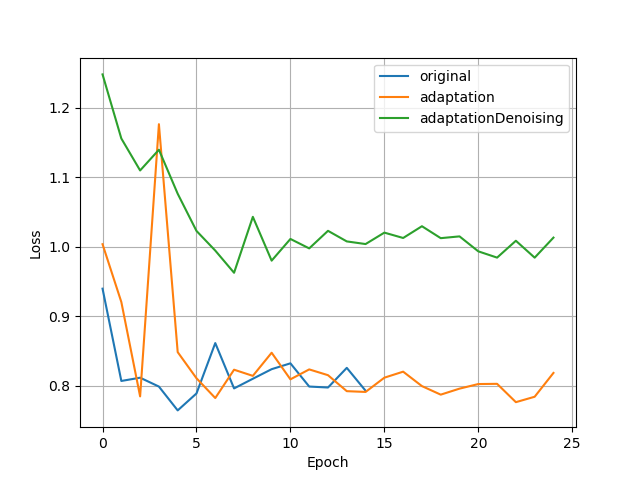 original
adaptation
adaptationDenoising
1.2
1.1
1.0
0.9
0.8
Loss
0 5 10 15 20 25
Epoch